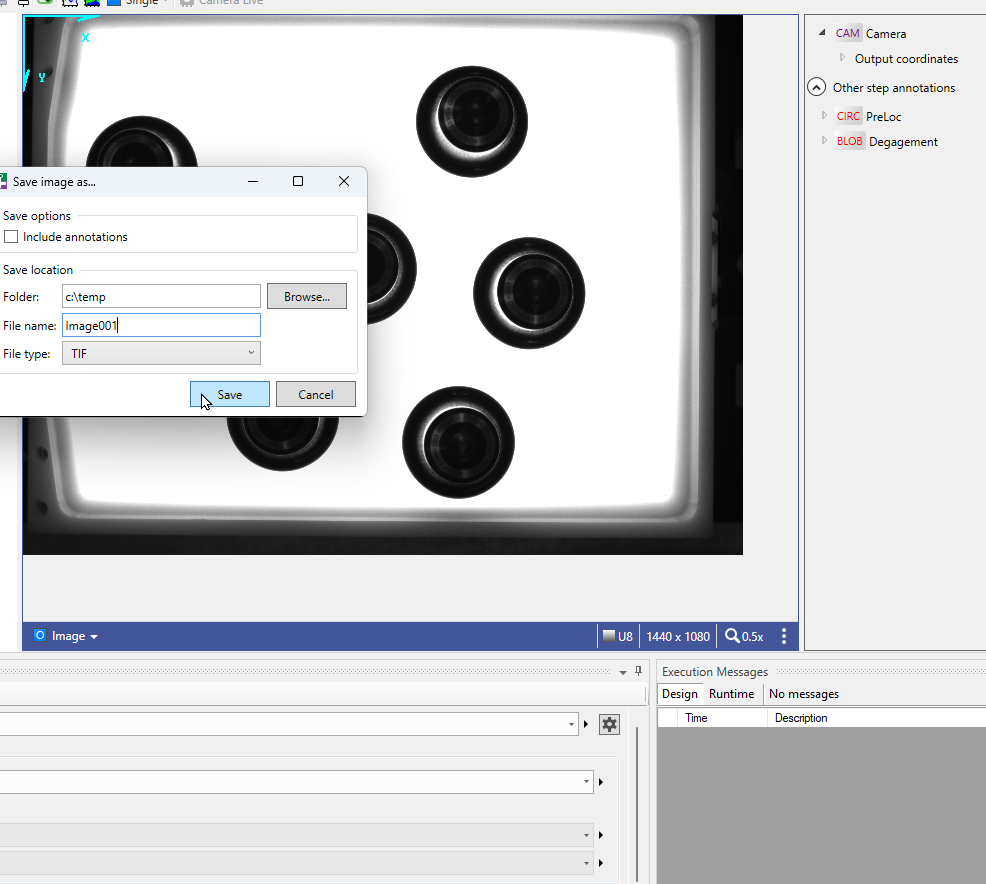 Single
Camera Live
X
Y
CAM Camera
Output coordinates
Other step annotations
CIRC PreLoc
BLOB Degagement
Save image as...
Save options
Include annotations
Save location
Folder: c:\temp Browse...
File name: Image001
File type: TIF
Save Cancel
Image U8 1440 x 1080 0.5x
Execution Messages
Design Runtime No messages
Time Description